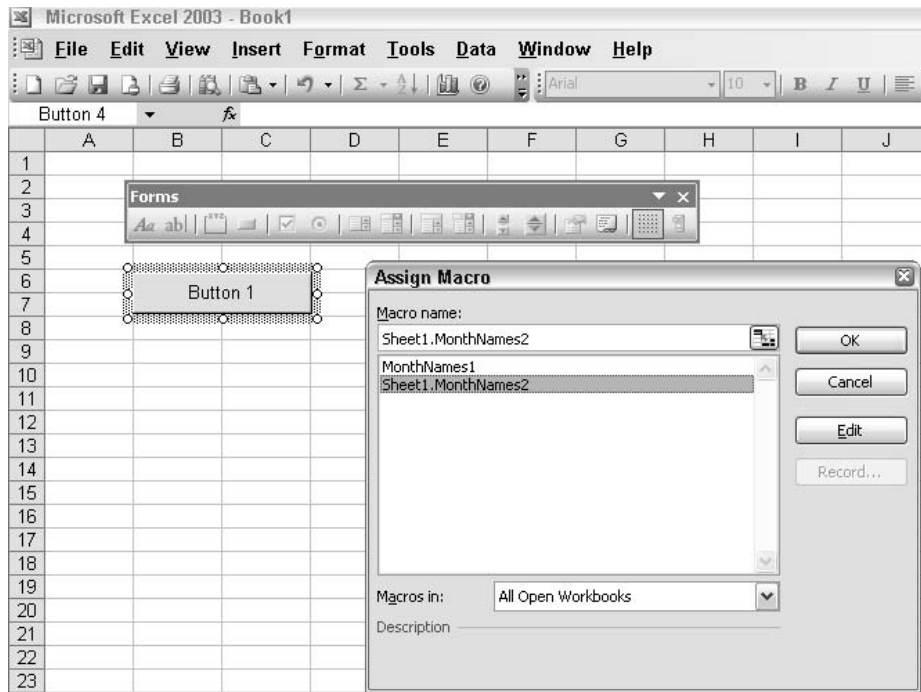 Microsoft Excel 2003 - Book1
File Edit View Insert Format Tools Data Window Help
Arial 10 B I U
Button 4 fx
A B C D E F G H I J
1
2
Forms
3
Aa ab| XYZ
4
5
6
Button 1
7
8
9
10
11
12
13
14
15
16
17
18
19
20
21
22
23
Assign Macro
Macro name:
Sheet1.MonthNames2
OK
MonthNames1
Sheet1.MonthNames2
Cancel
Edit
Record...
Macros in: All Open Workbooks
Description